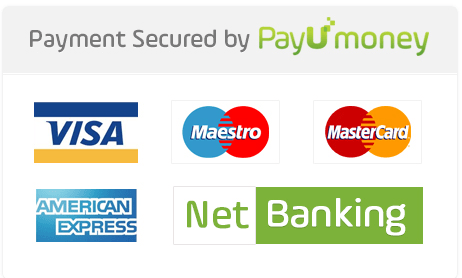 Payment Secured by PayUmoney
VISA
Maestro
MasterCard
AMERICAN
EXPRESS
Net Banking